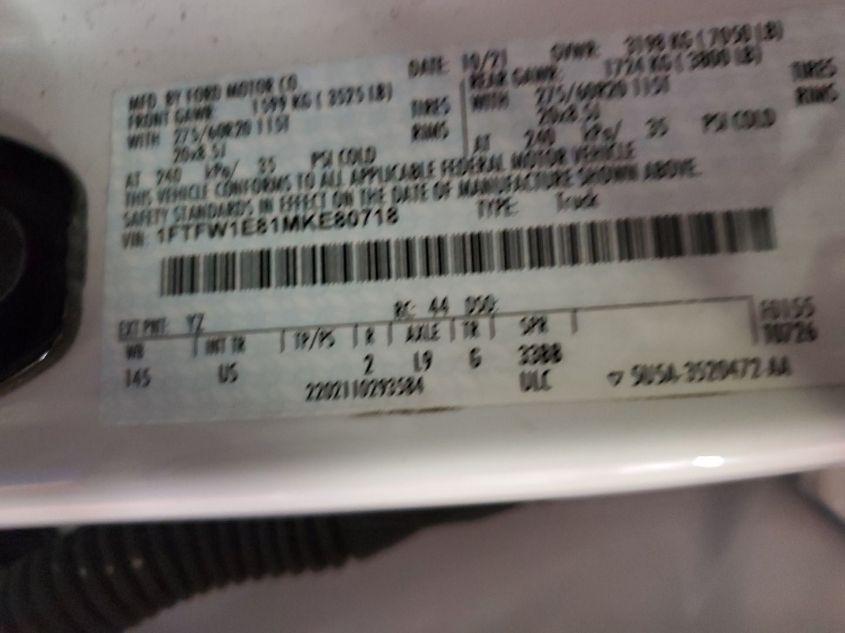 MFD. BY FORD MOTOR CO. DATE: 10/21 GVWR: 3198 KG (7050 LB)
FRONT GAWR: 1599 KG (3525 LB) REAR GAWR: 1724 KG (3800 LB)
WITH 275/60R20 115T TIRES WITH 275/60R20 115T TIRES
20x8.5J RIMS 20x8.5J RIMS
AT 240 kPa/ 35 PSI COLD AT 240 kPa/ 35 PSI COLD
THIS VEHICLE CONFORMS TO ALL APPLICABLE FEDERAL MOTOR VEHICLE
SAFETY STANDARDS IN EFFECT ON THE DATE OF MANUFACTURE SHOWN ABOVE.
VIN: 1FTFW1E81MKE80718 TYPE: Truck
EXT PNT: YZ RC: 44 DSO: F0155
WB INT TR TP/PS R AXLE TR SPR T0726
145 US 2 L9 G 3388
2202110293584 ULC 5U5A-3520472-AA